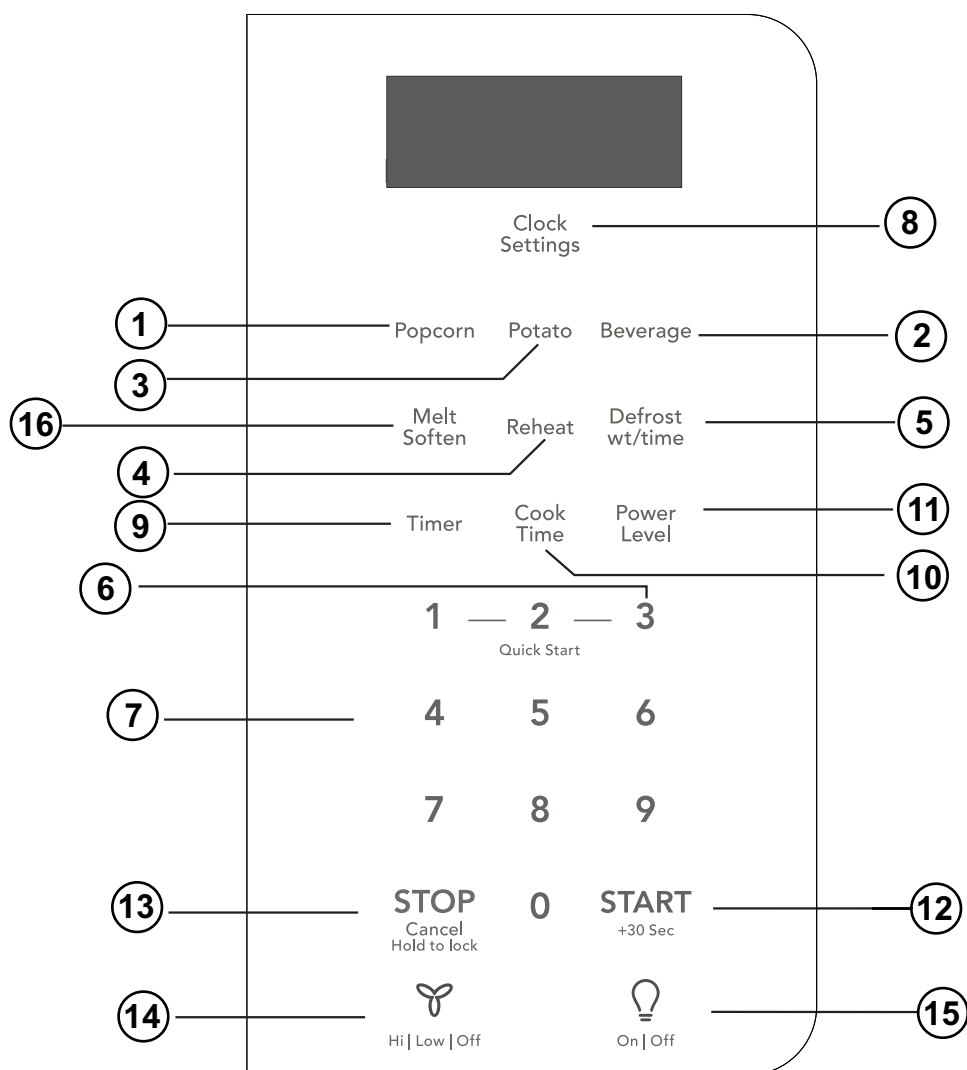 Clock
Settings
8
1
Popcorn Potato Beverage
2
3
16
Melt
Soften
Reheat
Defrost
wt/time
5
4
9
Timer
Cook
Time
Power
Level
11
10
6
1 — 2 — 3
Quick Start
7
4 5 6
7 8 9
13
STOP
Cancel
Hold to lock
0
START
+30 Sec
12
14
Hi | Low | Off
On | Off
15